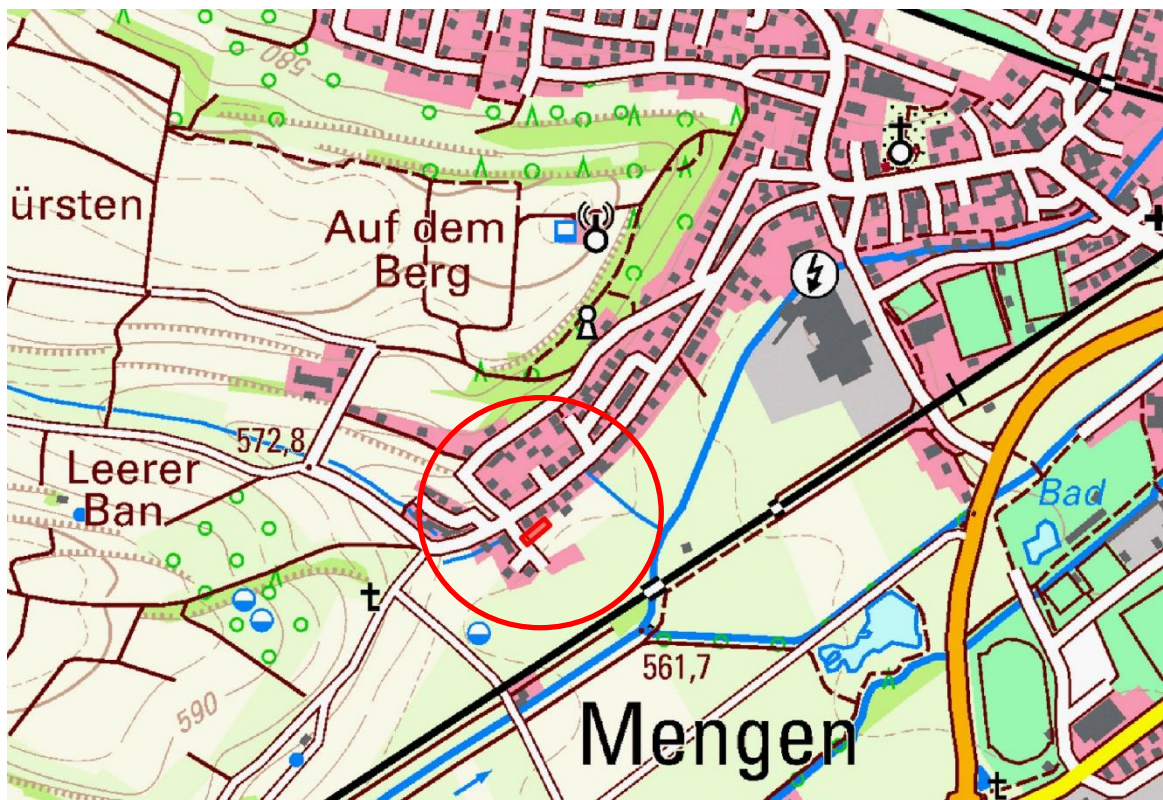 580
ürsten
Auf dem
Berg
572,8
Leerer
Ban
Bad
590
561,7
Mengen